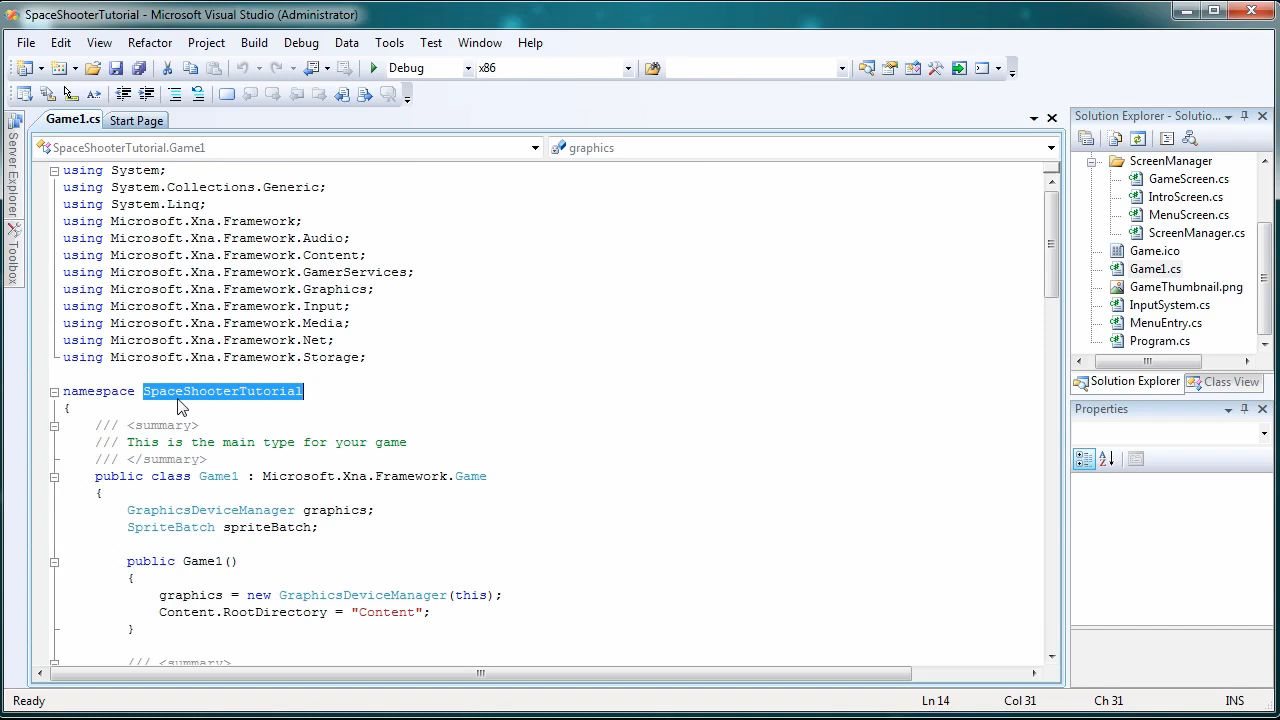 SpaceShooterTutorial - Microsoft Visual Studio (Administrator)
File Edit View Refactor Project Build Debug Data Tools Test Window Help
Debug x86
Game1.cs Start Page
SpaceShooterTutorial.Game1 graphics
Server Explorer
Toolbox
using System;
using System.Collections.Generic;
using System.Linq;
using Microsoft.Xna.Framework;
using Microsoft.Xna.Framework.Audio;
using Microsoft.Xna.Framework.Content;
using Microsoft.Xna.Framework.GamerServices;
using Microsoft.Xna.Framework.Graphics;
using Microsoft.Xna.Framework.Input;
using Microsoft.Xna.Framework.Media;
using Microsoft.Xna.Framework.Net;
using Microsoft.Xna.Framework.Storage;
namespace SpaceShooterTutorial
{
/// <summary>
/// This is the main type for your game
/// </summary>
public class Game1 : Microsoft.Xna.Framework.Game
{
GraphicsDeviceManager graphics;
SpriteBatch spriteBatch;
public Game1()
{
graphics = new GraphicsDeviceManager(this);
Content.RootDirectory = "Content";
}
/// <summary>
Solution Explorer - Solutio...
ScreenManager
GameScreen.cs
IntroScreen.cs
MenuScreen.cs
ScreenManager.cs
Game.ico
Game1.cs
GameThumbnail.png
InputSystem.cs
MenuEntry.cs
Program.cs
Solution Explorer Class View
Properties
Ready Ln 14 Col 31 Ch 31 INS